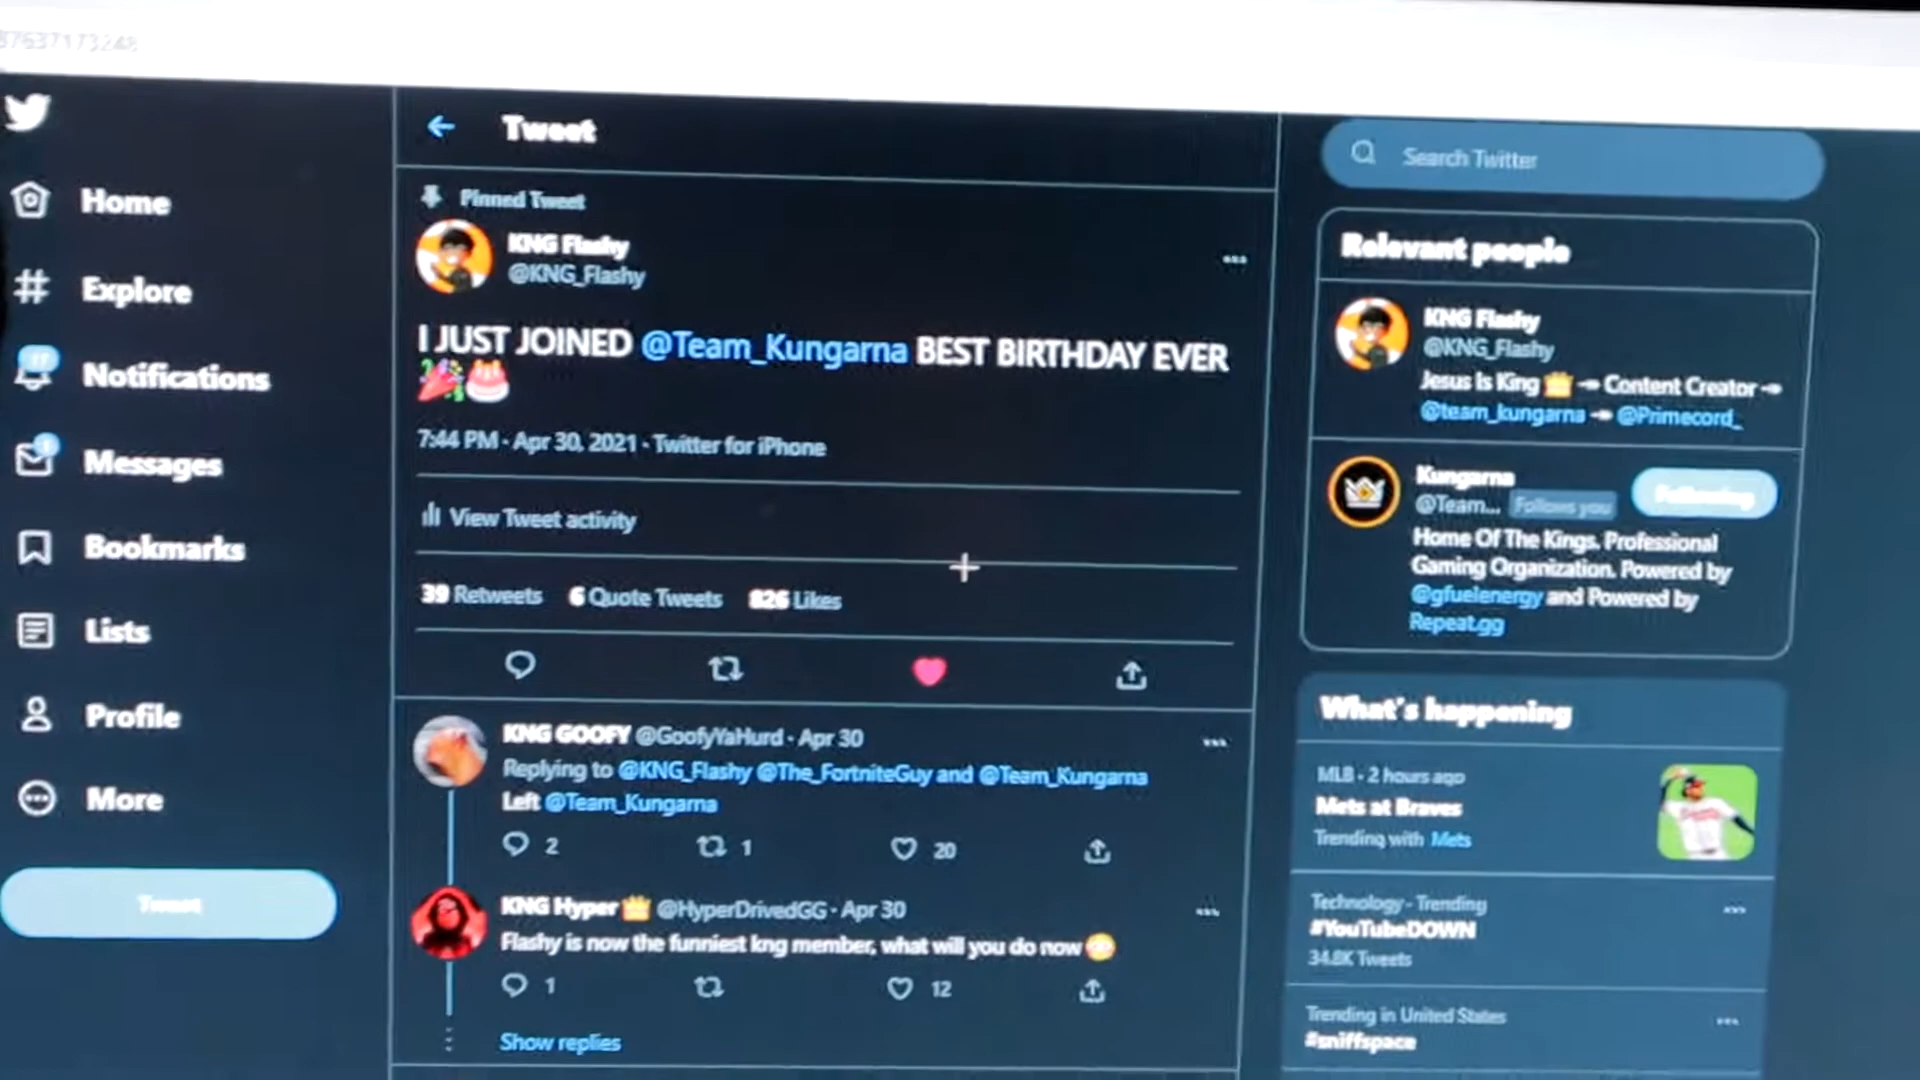 87637173248
Tweet
Search Twitter
Home
Pinned Tweet
KNG Flashy
@KNG_Flashy
Relevant people
Explore
KNG Flashy
@KNG_Flashy
Jesus Is King 👑 ↠ Content Creator ↠
@team_kungarna ↠ @Primecord_
I JUST JOINED @Team_Kungarna BEST BIRTHDAY EVER
🎉🎂
17
Notifications
7:44 PM · Apr 30, 2021 · Twitter for iPhone
Messages
Kungarna
@Team... Follows you
Following
Home Of The Kings. Professional
Gaming Organization. Powered by
@gfuelenergy and Powered by
Repeat.gg
View Tweet activity
Bookmarks
39 Retweets 6 Quote Tweets 826 Likes
Lists
Profile
What's happening
KNG GOOFY @GoofyYaHurd · Apr 30
Replying to @KNG_Flashy @The_FortniteGuy and @Team_Kungarna
Left @Team_Kungarna
2 1 20
MLB · 2 hours ago
Mets at Braves
Trending with Mets
More
Tweet
KNG Hyper 👑 @HyperDrivedGG · Apr 30
Flashy is now the funniest kng member, what will you do now
1 12
Show replies
Technology · Trending
#YouTubeDOWN
34.8K Tweets
Trending in United States
#sniffspace